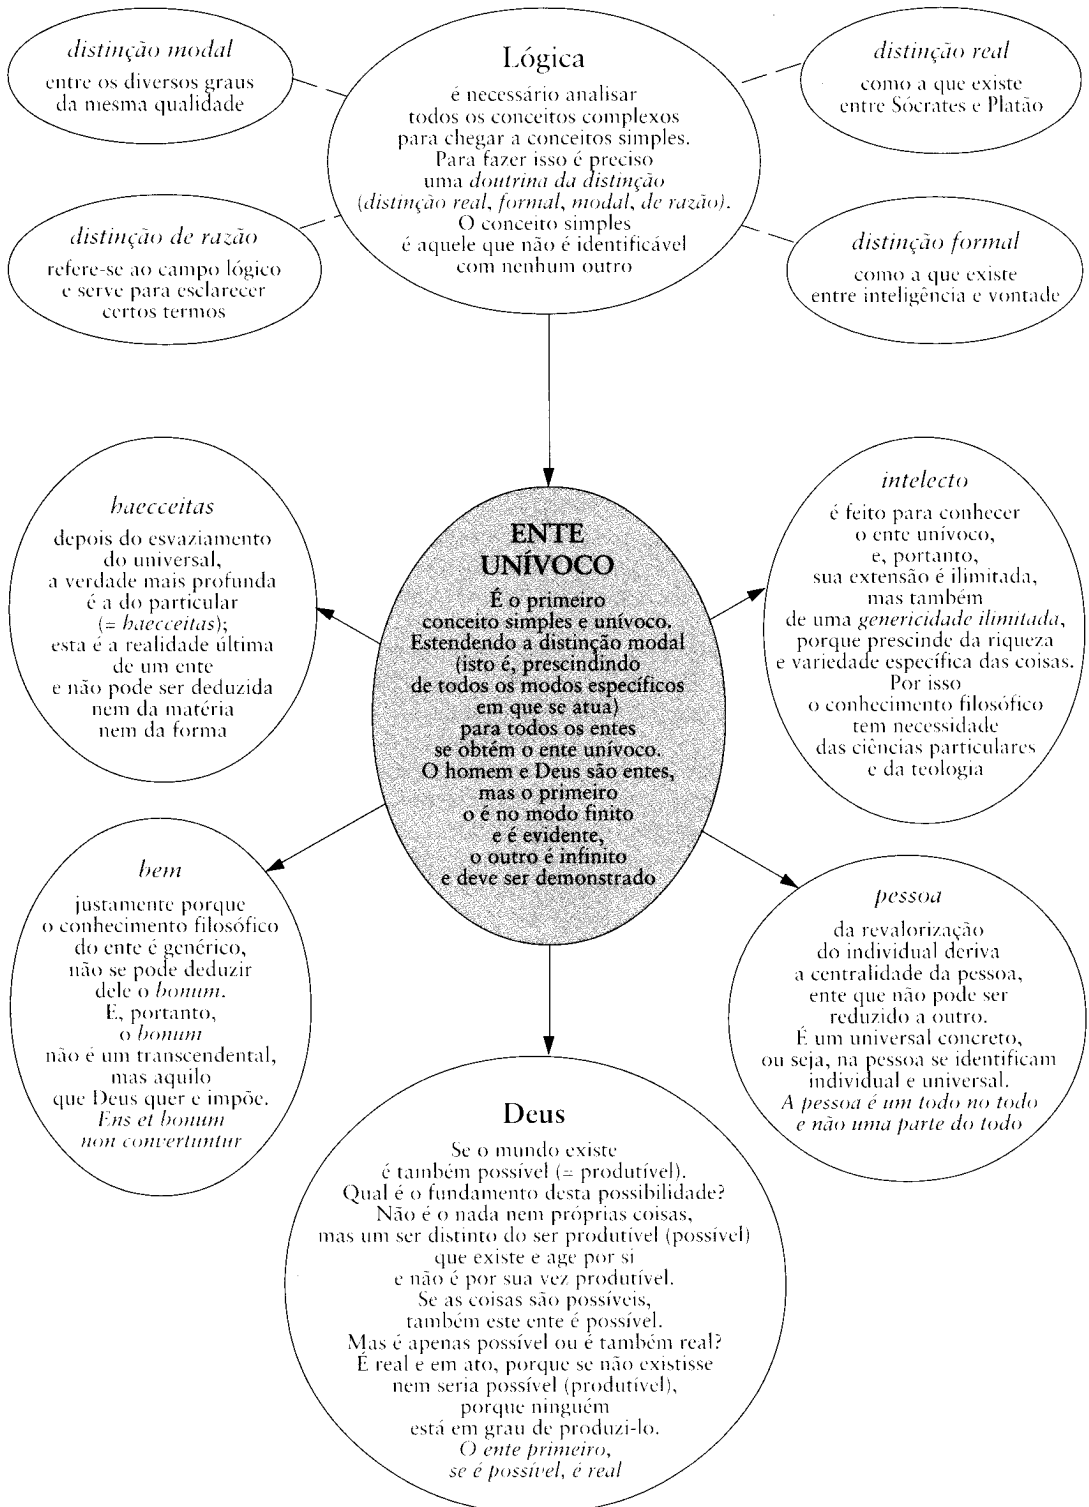 distinção modal
entre os diversos graus
da mesma qualidade
Lógica
é necessário analisar
todos os conceitos complexos
para chegar a conceitos simples.
Para fazer isso é preciso
uma doutrina da distinção
(distinção real, formal, modal, de razão).
O conceito simples
é aquele que não é identificável
com nenhum outro
distinção real
como a que existe
entre Sócrates e Platão
distinção de razão
refere-se ao campo lógico
e serve para esclarecer
certos termos
distinção formal
como a que existe
entre inteligência e vontade
haecceitas
depois do esvaziamento
do universal,
a verdade mais profunda
é a do particular
(= haecceitas);
esta é a realidade última
de um ente
e não pode ser deduzida
nem da matéria
nem da forma
ENTE
UNÍVOCO
É o primeiro
conceito simples e unívoco.
Estendendo a distinção modal
(isto é, prescindindo
de todos os modos específicos
em que se atua)
para todos os entes
se obtém o ente unívoco.
O homem e Deus são entes,
mas o primeiro
o é no modo finito
e é evidente,
o outro é infinito
e deve ser demonstrado
intelecto
é feito para conhecer
o ente unívoco,
e, portanto,
sua extensão é ilimitada,
mas também
de uma genericidade ilimitada,
porque prescinde da riqueza
e variedade específica das coisas.
Por isso
o conhecimento filosófico
tem necessidade
das ciências particulares
e da teologia
bem
justamente porque
o conhecimento filosófico
do ente é genérico,
não se pode deduzir
dele o bonum.
E, portanto,
o bonum
não é um transcendental,
mas aquilo
que Deus quer e impõe.
Ens et bonum
non convertuntur
pessoa
da revalorização
do individual deriva
a centralidade da pessoa,
ente que não pode ser
reduzido a outro.
É um universal concreto,
ou seja, na pessoa se identificam
individual e universal.
A pessoa é um todo no todo
e não uma parte do todo
Deus
Se o mundo existe
é também possível (= produtível).
Qual é o fundamento desta possibilidade?
Não é o nada nem próprias coisas,
mas um ser distinto do ser produtível (possível)
que existe e age por si
e não é por sua vez produtível.
Se as coisas são possíveis,
também este ente é possível.
Mas é apenas possível ou é também real?
É real e em ato, porque se não existisse
nem seria possível (produtível),
porque ninguém
está em grau de produzi-lo.
O ente primeiro,
se é possível, é real